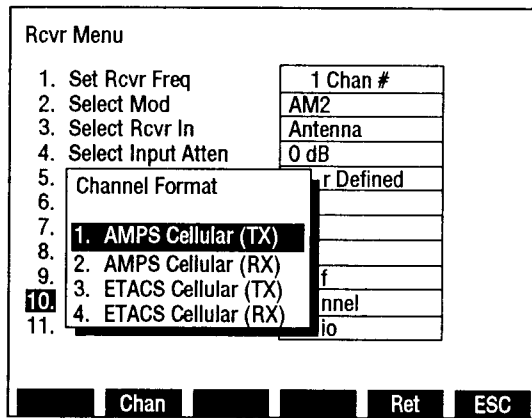 Rcvr Menu
1. Set Rcvr Freq 1 Chan #
2. Select Mod AM2
3. Select Rcvr In Antenna
4. Select Input Atten 0 dB
5. r Defined
6.
7.
8.
9. f
10. nnel
11. io
Channel Format
1. AMPS Cellular (TX)
2. AMPS Cellular (RX)
3. ETACS Cellular (TX)
4. ETACS Cellular (RX)
Chan Ret ESC